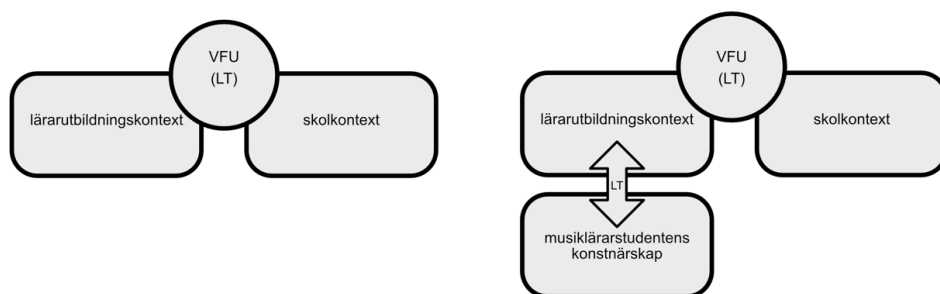 VFU
(LT)
lärarutbildningskontext
skolkontext
VFU
(LT)
lärarutbildningskontext
skolkontext
LT
musiklärarstudentens
konstnärskap